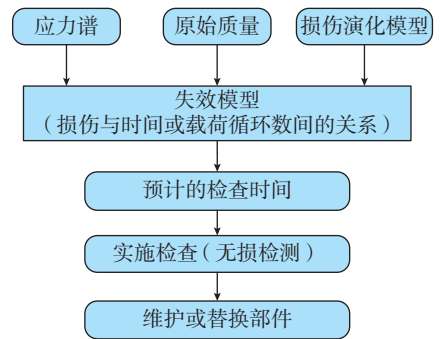 应力谱
原始质量
损伤演化模型
失效模型
（损伤与时间或载荷循环数间的关系）
预计的检查时间
实施检查（无损检测）
维护或替换部件